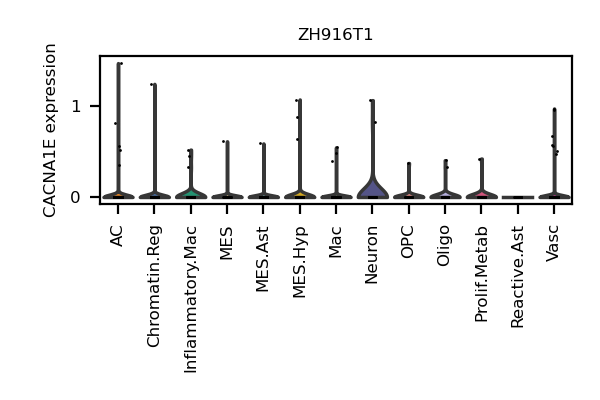 ZH916T1
CACNA1E expression
1
0
AC
Chromatin.Reg
Inflammatory.Mac
MES
MES.Ast
MES.Hyp
Mac
Neuron
OPC
Oligo
Prolif.Metab
Reactive.Ast
Vasc